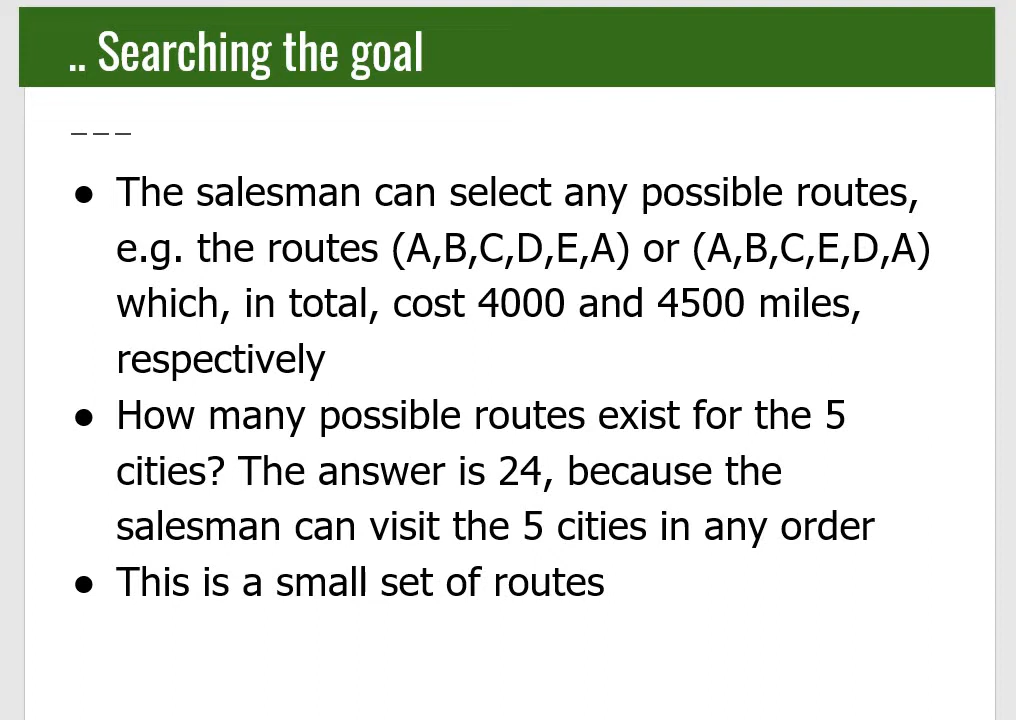 .. Searching the goal
– – –
● The salesman can select any possible routes,
e.g. the routes (A,B,C,D,E,A) or (A,B,C,E,D,A)
which, in total, cost 4000 and 4500 miles,
respectively
● How many possible routes exist for the 5
cities? The answer is 24, because the
salesman can visit the 5 cities in any order
● This is a small set of routes